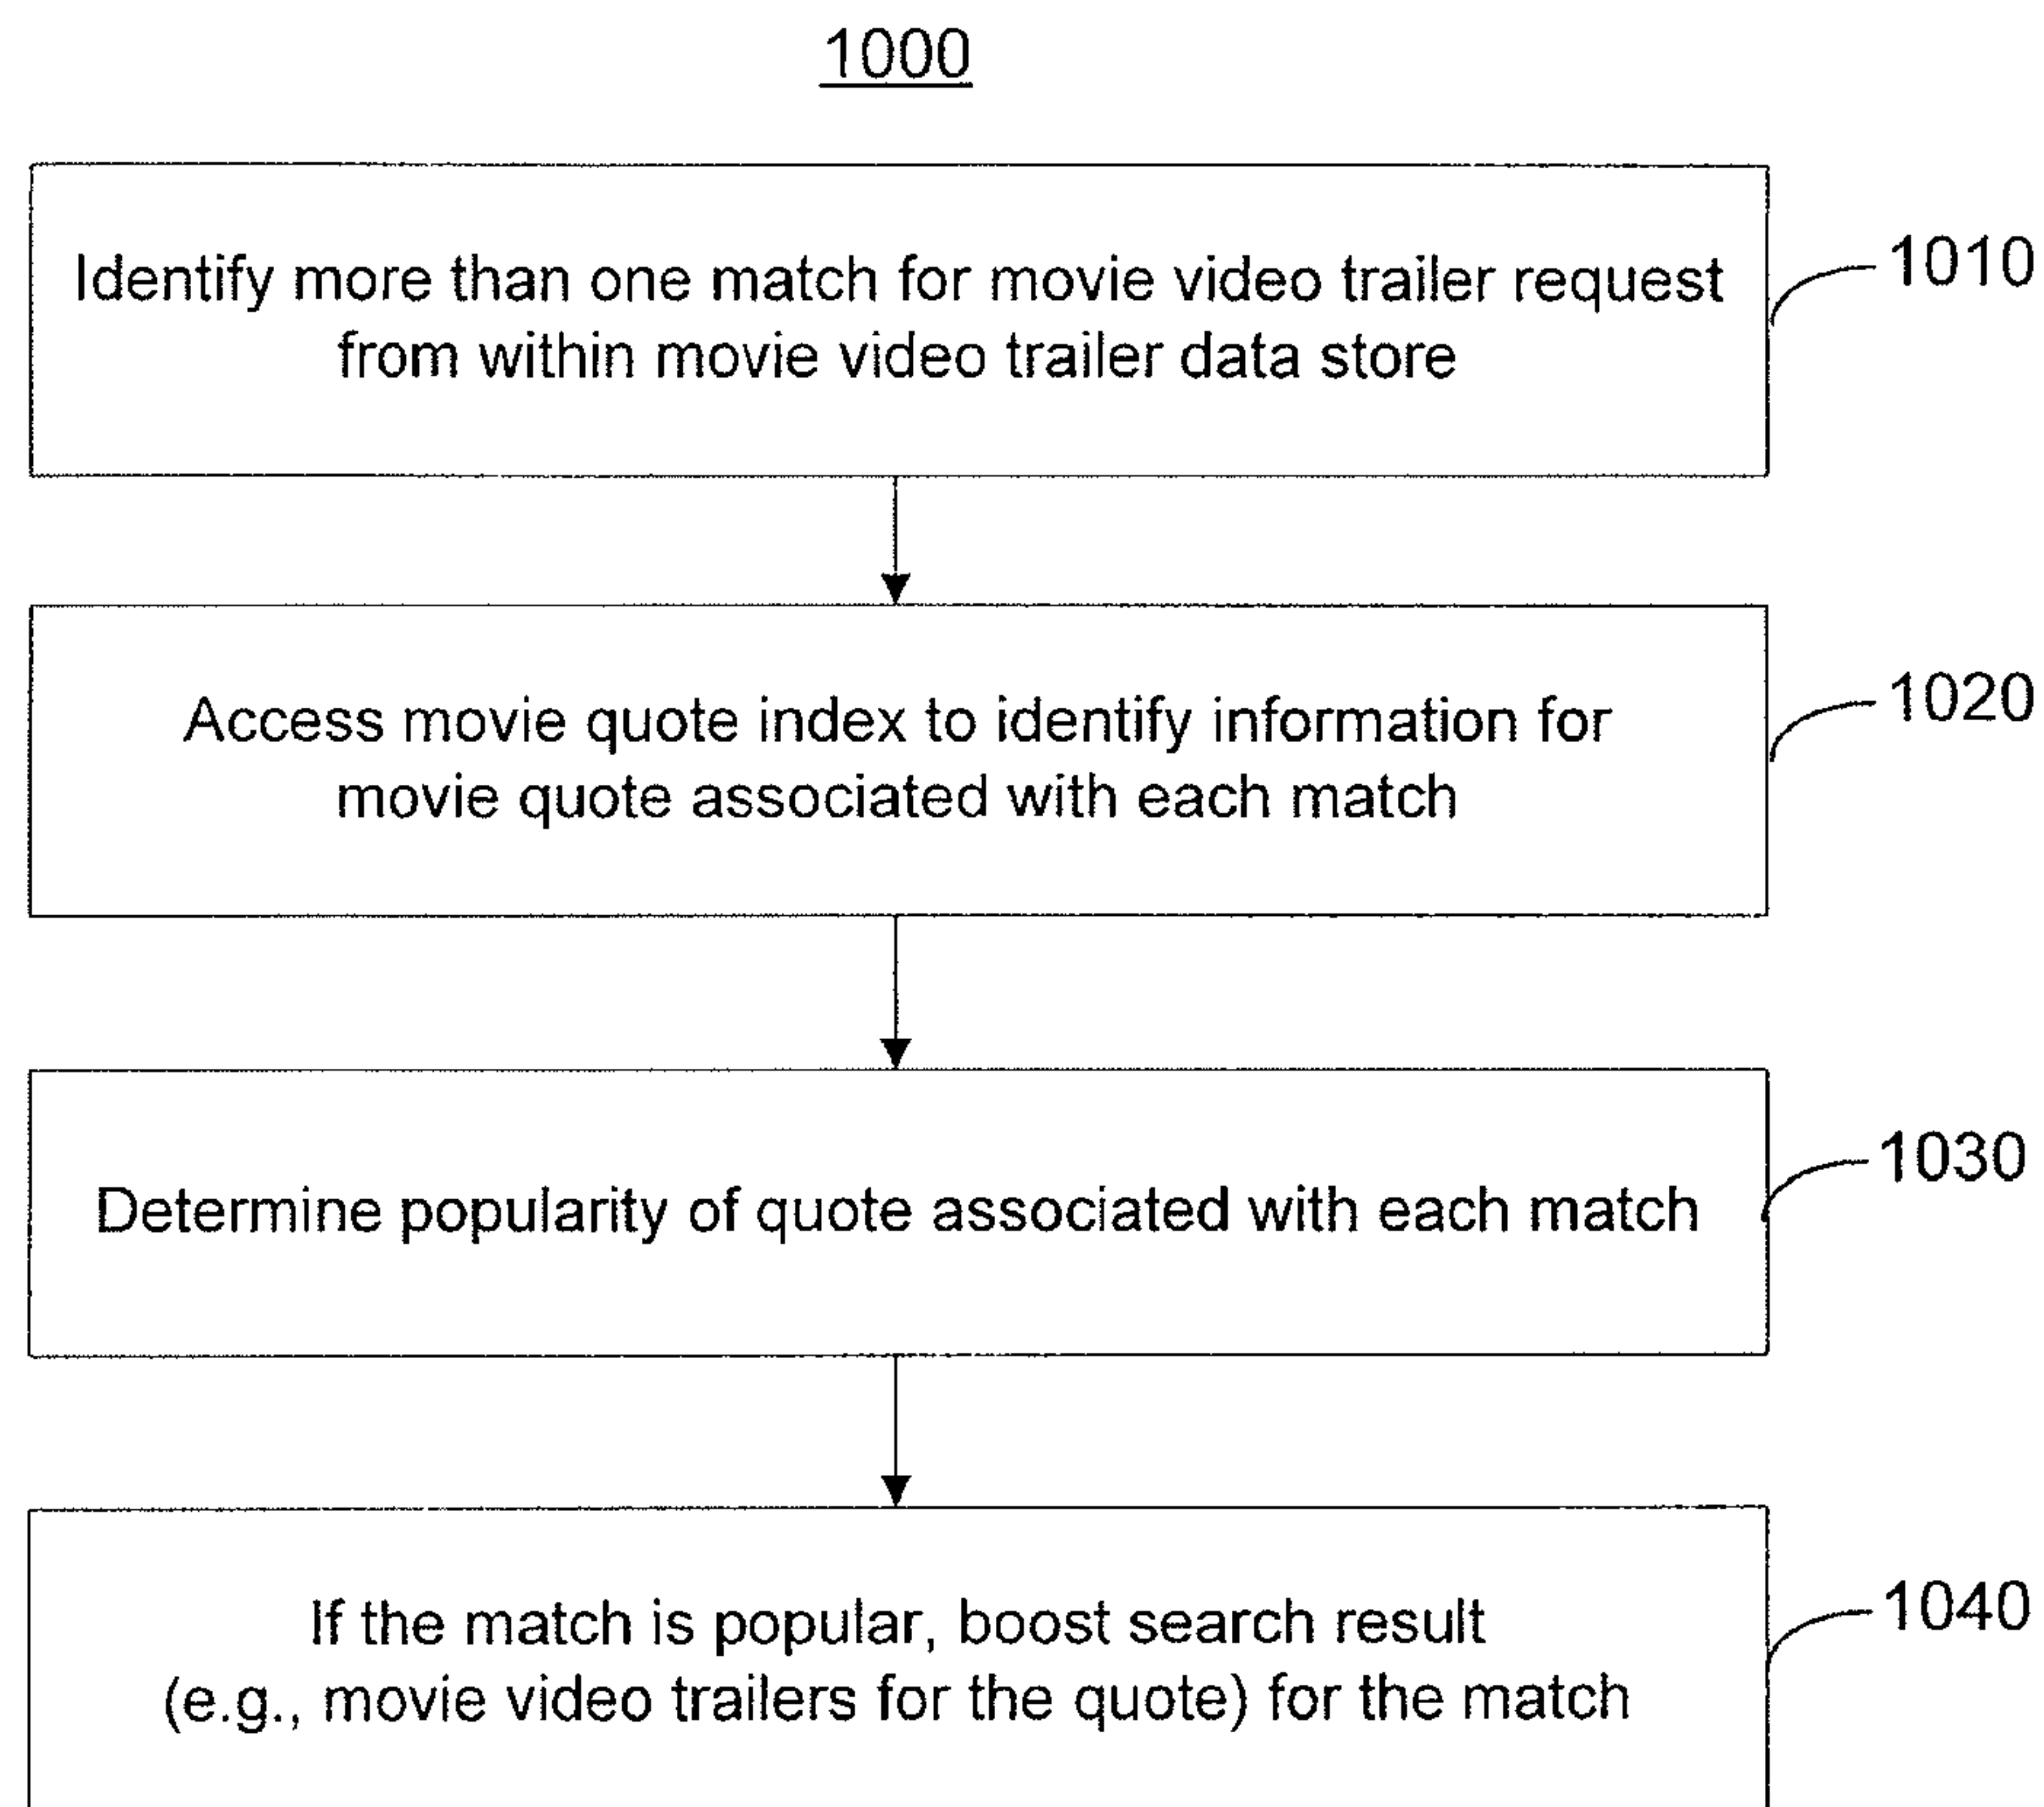 1000
Identify more than one match for movie video trailer request
from within movie video trailer data store
1010
Access movie quote index to identify information for
movie quote associated with each match
1020
Determine popularity of quote associated with each match
1030
If the match is popular, boost search result
(e.g., movie video trailers for the quote) for the match
1040